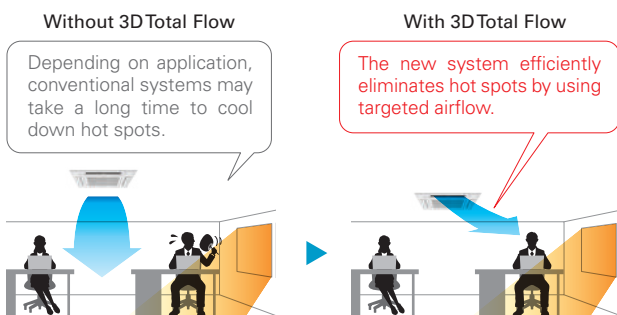 Without 3D Total Flow
Depending on application,
conventional systems may
take a long time to cool
down hot spots.
With 3D Total Flow
The new system efficiently
eliminates hot spots by using
targeted airflow.